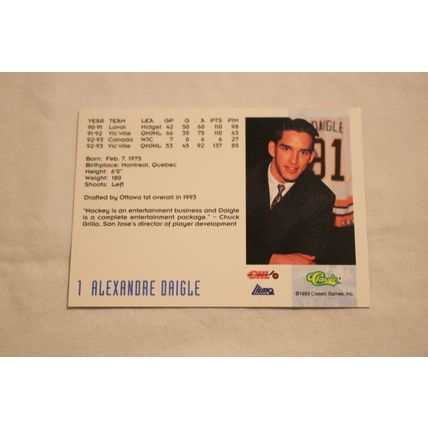 YEAR TEAM LEA GP G A PTS PIM
90-91 Laval Midget 42 50 60 110 98
91-92 Vic'ville QMJHL 66 35 75 110 63
92-93 Canada WJC 7 0 6 6 27
92-93 Vic'ville QMJHL 53 45 92 137 85
Born: Feb. 7, 1975
Birthplace: Montreal, Quebec
Height: 6'0"
Weight: 180
Shoots: Left
Drafted by Ottawa 1st overall in 1993
"Hockey is an entertainment business and Daigle
is a complete entertainment package." - Chuck
Grillo, San Jose's director of player development
1 ALEXANDRE DAIGLE
91
CHL
LHJMQ
Classic
©1993 Classic Games, Inc.